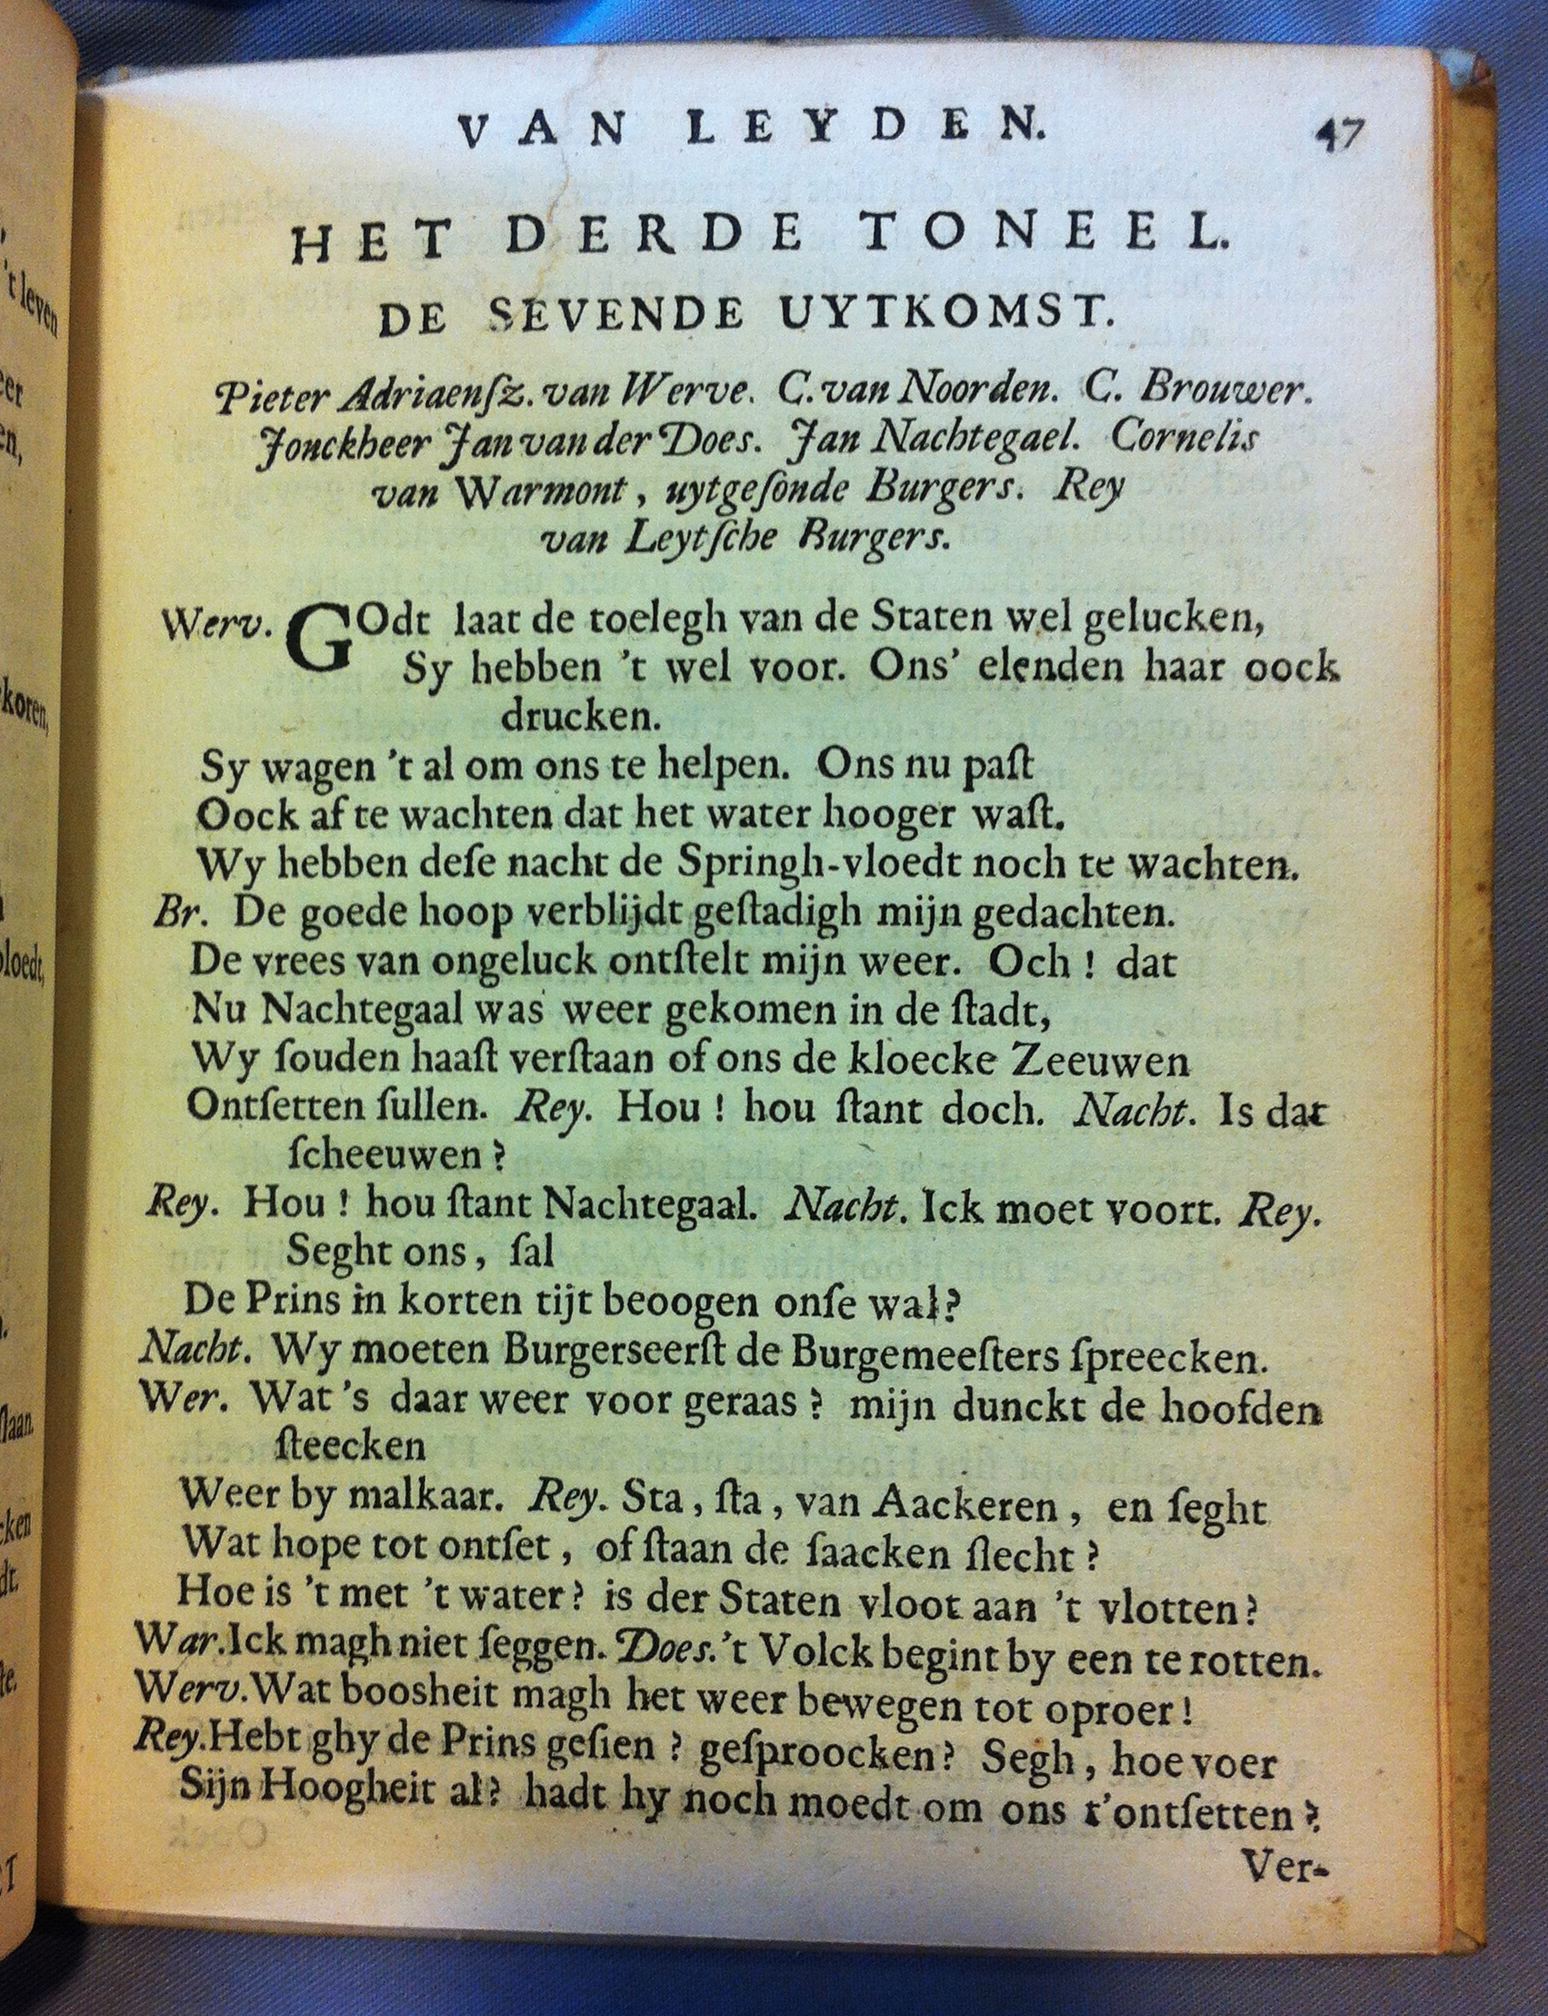 VAN LEYDEN. 47
HET DERDE TONEEL.
DE SEVENDE UYTKOMST.
Pieter Adriaenſz. van Werve. C. van Noorden. C. Brouwer.
Jonckheer Jan van der Does. Jan Nachtegael. Cornelis
van Warmont, uytgeſonde Burgers. Rey
van Leytſche Burgers.
Werv. GOdt laat de toelegh van de Staten wel gelucken,
Sy hebben 't wel voor. Ons' elenden haar oock
drucken.
Sy wagen 't al om ons te helpen. Ons nu paſt
Oock af te wachten dat het water hooger waſt.
Wy hebben deſe nacht de Springh-vloedt noch te wachten.
Br. De goede hoop verblijdt geſtadigh mijn gedachten.
De vrees van ongeluck ontſtelt mijn weer. Och! dat
Nu Nachtegaal was weer gekomen in de ſtadt,
Wy ſouden haaſt verſtaan of ons de kloecke Zeeuwen
Ontſetten ſullen. Rey. Hou! hou ſtant doch. Nacht. Is dat
ſcheeuwen?
Rey. Hou! hou ſtant Nachtegaal. Nacht. Ick moet voort. Rey.
Seght ons, ſal
De Prins in korten tijt beoogen onſe wal?
Nacht. Wy moeten Burgerseerſt de Burgemeeſters ſpreecken.
Wer. Wat 's daar weer voor geraas? mijn dunckt de hoofden
ſteecken
Weer by malkaar. Rey. Sta, ſta, van Aackeren, en ſeght
Wat hope tot ontſet, of ſtaan de ſaacken ſlecht?
Hoe is 't met 't water? is der Staten vloot aan 't vlotten?
War. Ick magh niet ſeggen. Does. 't Volck begint by een te rotten.
Werv. Wat boosheit magh het weer bewegen tot oproer!
Rey. Hebt ghy de Prins geſien? geſproocken? Segh, hoe voer
Sijn Hoogheit al? hadt hy noch moedt om ons t'ontſetten?
Ver-
't leven
koren,